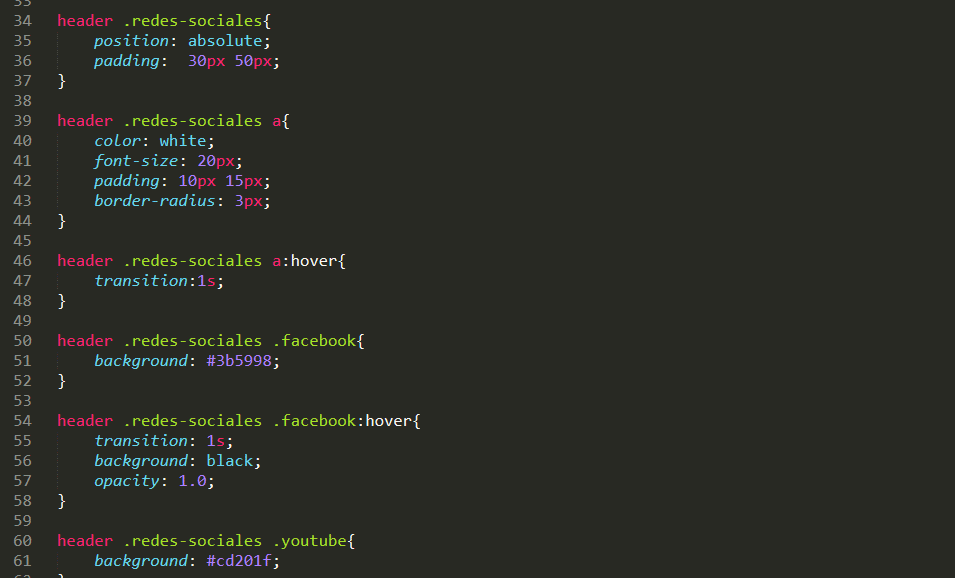 34 header .redes-sociales{
35 position: absolute;
36 padding:  30px 50px;
37 }
38
39 header .redes-sociales a{
40 color: white;
41 font-size: 20px;
42 padding: 10px 15px;
43 border-radius: 3px;
44 }
45
46 header .redes-sociales a:hover{
47 transition:1s;
48 }
49
50 header .redes-sociales .facebook{
51 background: #3b5998;
52 }
53
54 header .redes-sociales .facebook:hover{
55 transition: 1s;
56 background: black;
57 opacity: 1.0;
58 }
59
60 header .redes-sociales .youtube{
61 background: #cd201f;